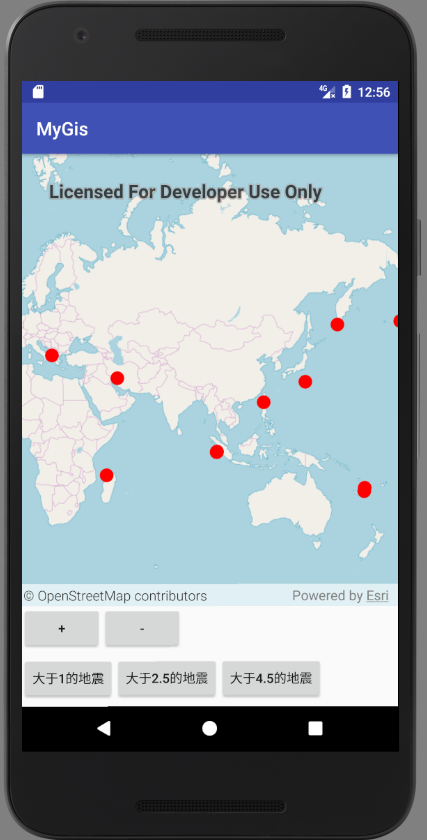 4G 12:56
MyGis
Licensed For Developer Use Only
© OpenStreetMap contributors Powered by Esri
+ -
大于1的地震 大于2.5的地震 大于4.5的地震